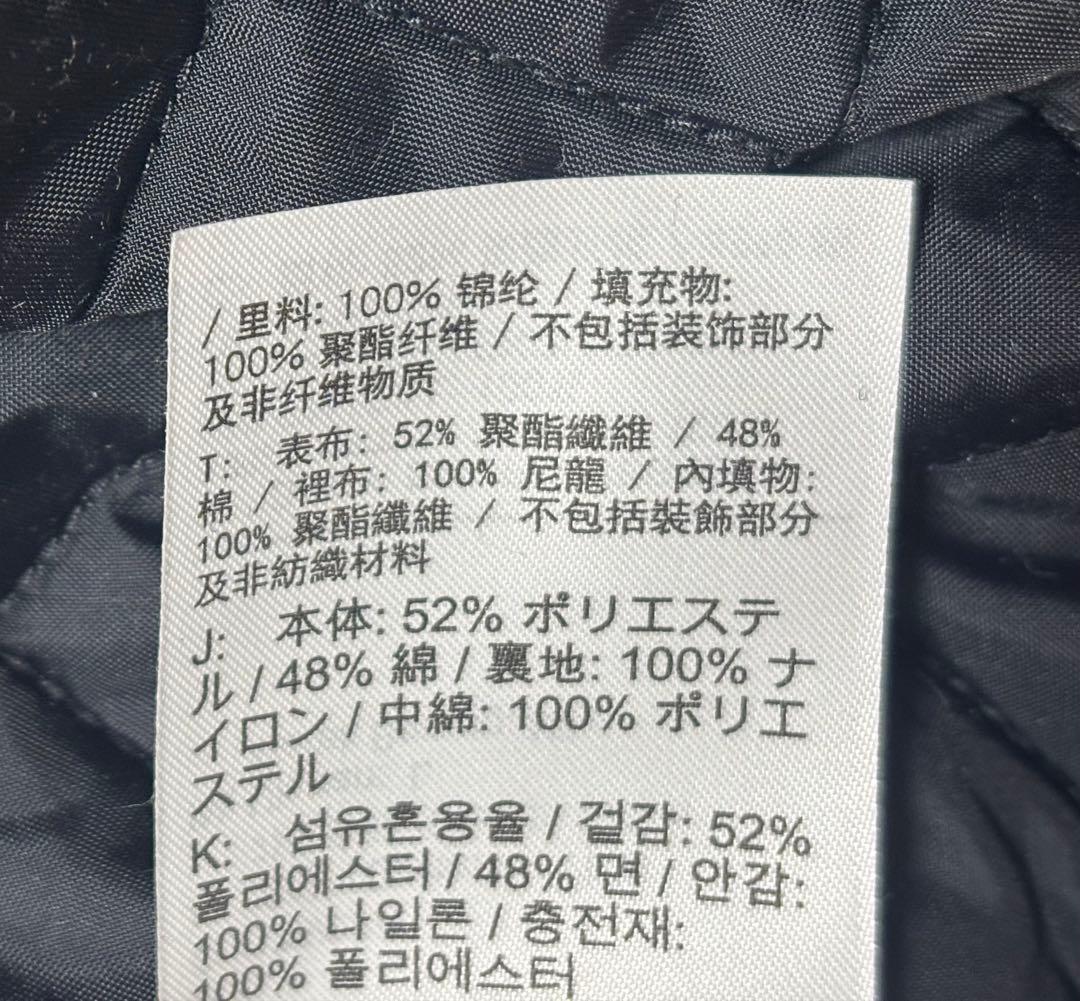 / 里料: 100% 锦纶 / 填充物:
100% 聚酯纤维 / 不包括装饰部分
及非纤维物质
T: 表布: 52% 聚酯纖維 / 48%
棉 / 裡布: 100% 尼龍 / 內填物:
100% 聚酯纖維 / 不包括裝飾部分
及非紡織材料
J: 本体: 52% ポリエステ
ル / 48% 綿 / 裏地: 100% ナ
イロン / 中綿: 100% ポリエ
ステル
K: 섬유혼용율 / 겉감: 52%
폴리에스터 / 48% 면 / 안감:
100% 나일론 / 충전재:
100% 폴리에스터